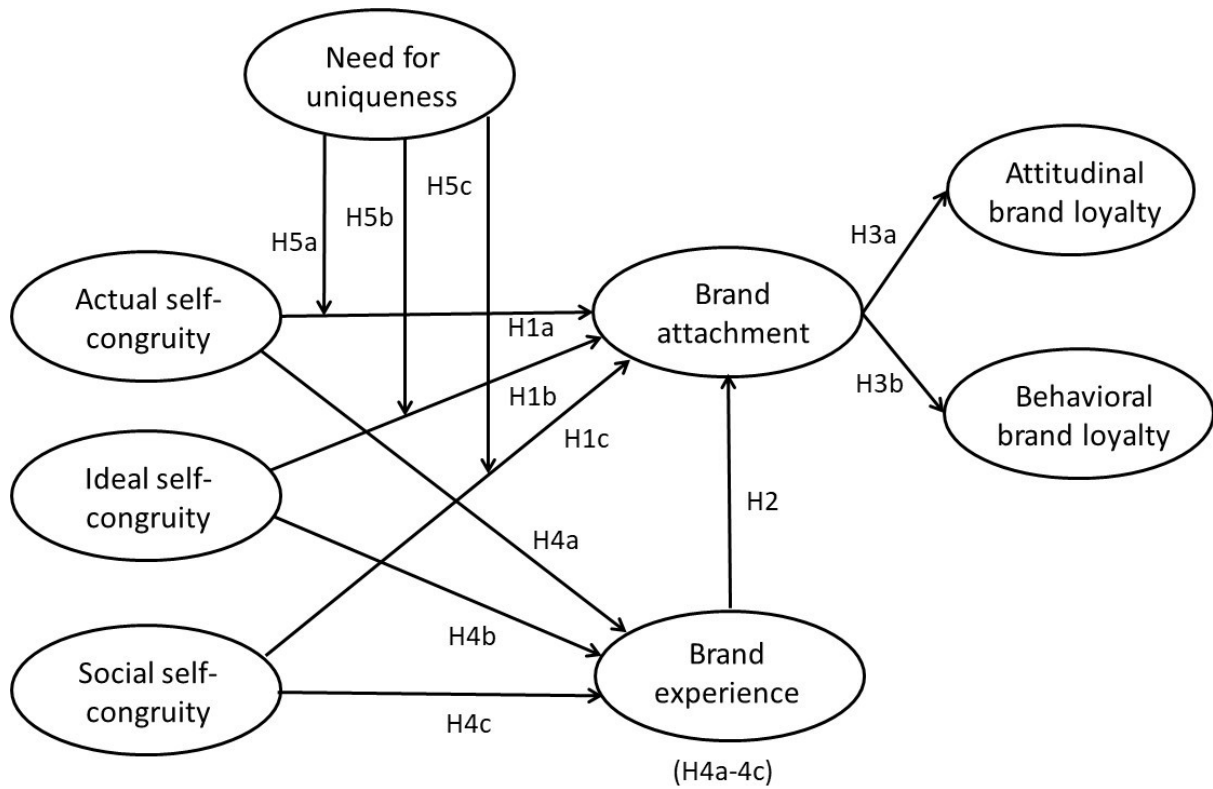 Need for
uniqueness
H5a
H5b
H5c
Actual self-
congruity
Ideal self-
congruity
Social self-
congruity
H1a
H1b
H1c
Brand
attachment
H3a
H3b
Attitudinal
brand loyalty
Behavioral
brand loyalty
H2
H4a
H4b
H4c
Brand
experience
(H4a-4c)